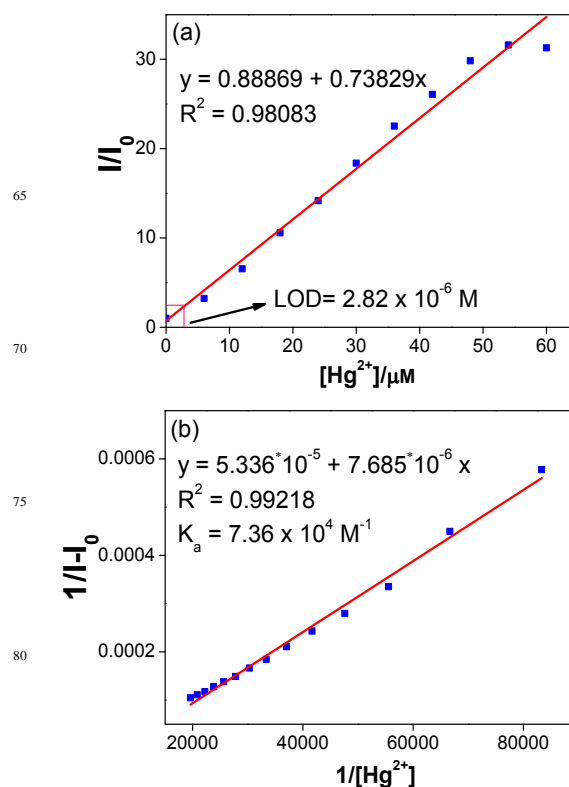 (a)
y = 0.88869 + 0.73829x
R² = 0.98083
LOD= 2.82 x 10⁻⁶ M
I/I₀
30
20
10
0
0 10 20 30 40 50 60
[Hg²⁺]/μM
65
70
(b)
y = 5.336*10⁻⁵ + 7.685*10⁻⁶ x
R² = 0.99218
Kₐ = 7.36 x 10⁴ M⁻¹
1/I-I₀
0.0006
0.0004
0.0002
20000 40000 60000 80000
1/[Hg²⁺]
75
80